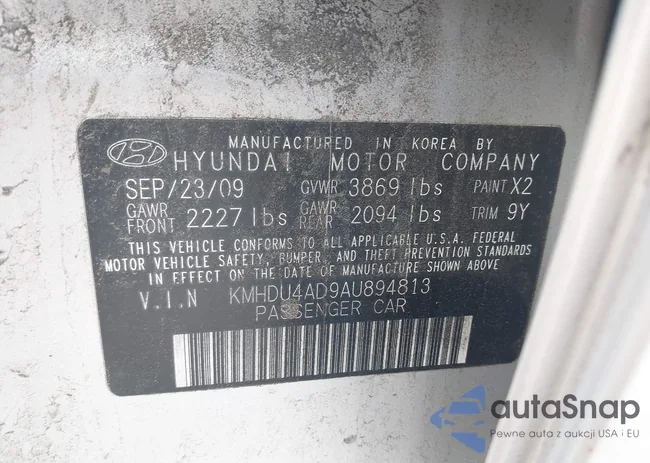 MANUFACTURED IN KOREA BY
HYUNDAI MOTOR COMPANY
SEP/23/09 GVWR 3869 lbs PAINT X2
GAWR FRONT 2227 lbs GAWR REAR 2094 lbs TRIM 9Y
THIS VEHICLE CONFORMS TO ALL APPLICABLE U.S.A. FEDERAL
MOTOR VEHICLE SAFETY, BUMPER, AND THEFT PREVENTION STANDARDS
IN EFFECT ON THE DATE OF MANUFACTURE SHOWN ABOVE.
V.I.N KMHDU4AD9AU894813
PASSENGER CAR
autaSnap
Pewne auta z aukcji USA i EU